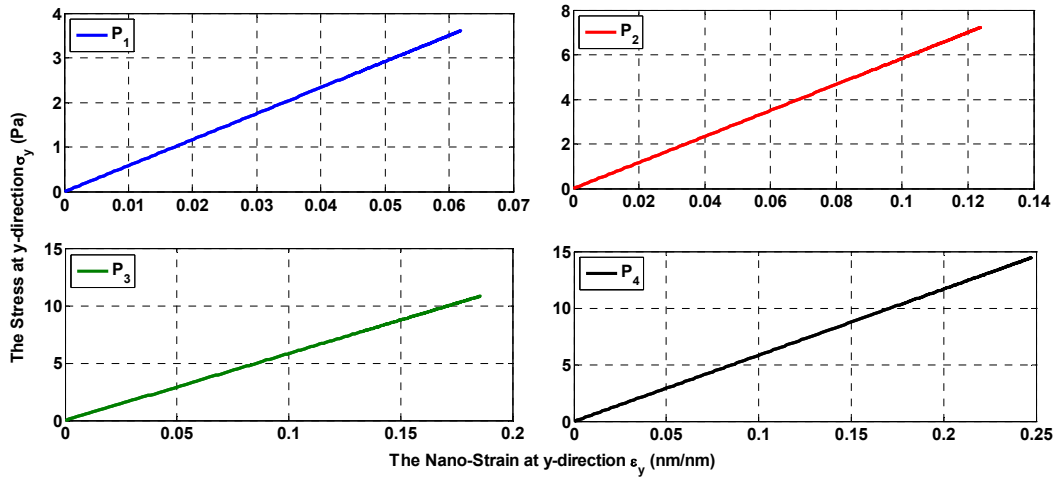 4
3
2
1
0
P1
0 0.01 0.02 0.03 0.04 0.05 0.06 0.07
8
6
4
2
0
P2
0 0.02 0.04 0.06 0.08 0.1 0.12 0.14
The Stress at y-direction σy (Pa)
15
10
5
0
P3
0 0.05 0.1 0.15 0.2
15
10
5
0
P4
0 0.05 0.1 0.15 0.2 0.25
The Nano-Strain at y-direction εy (nm/nm)